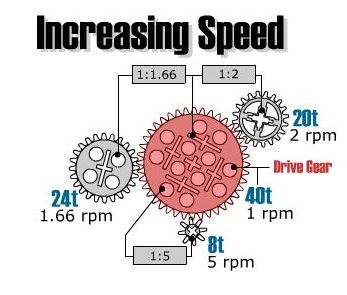 Increasing Speed
1:1.66
1:2
20t
2 rpm
Drive Gear
24t
1.66 rpm
40t
1 rpm
8t
5 rpm
1:5